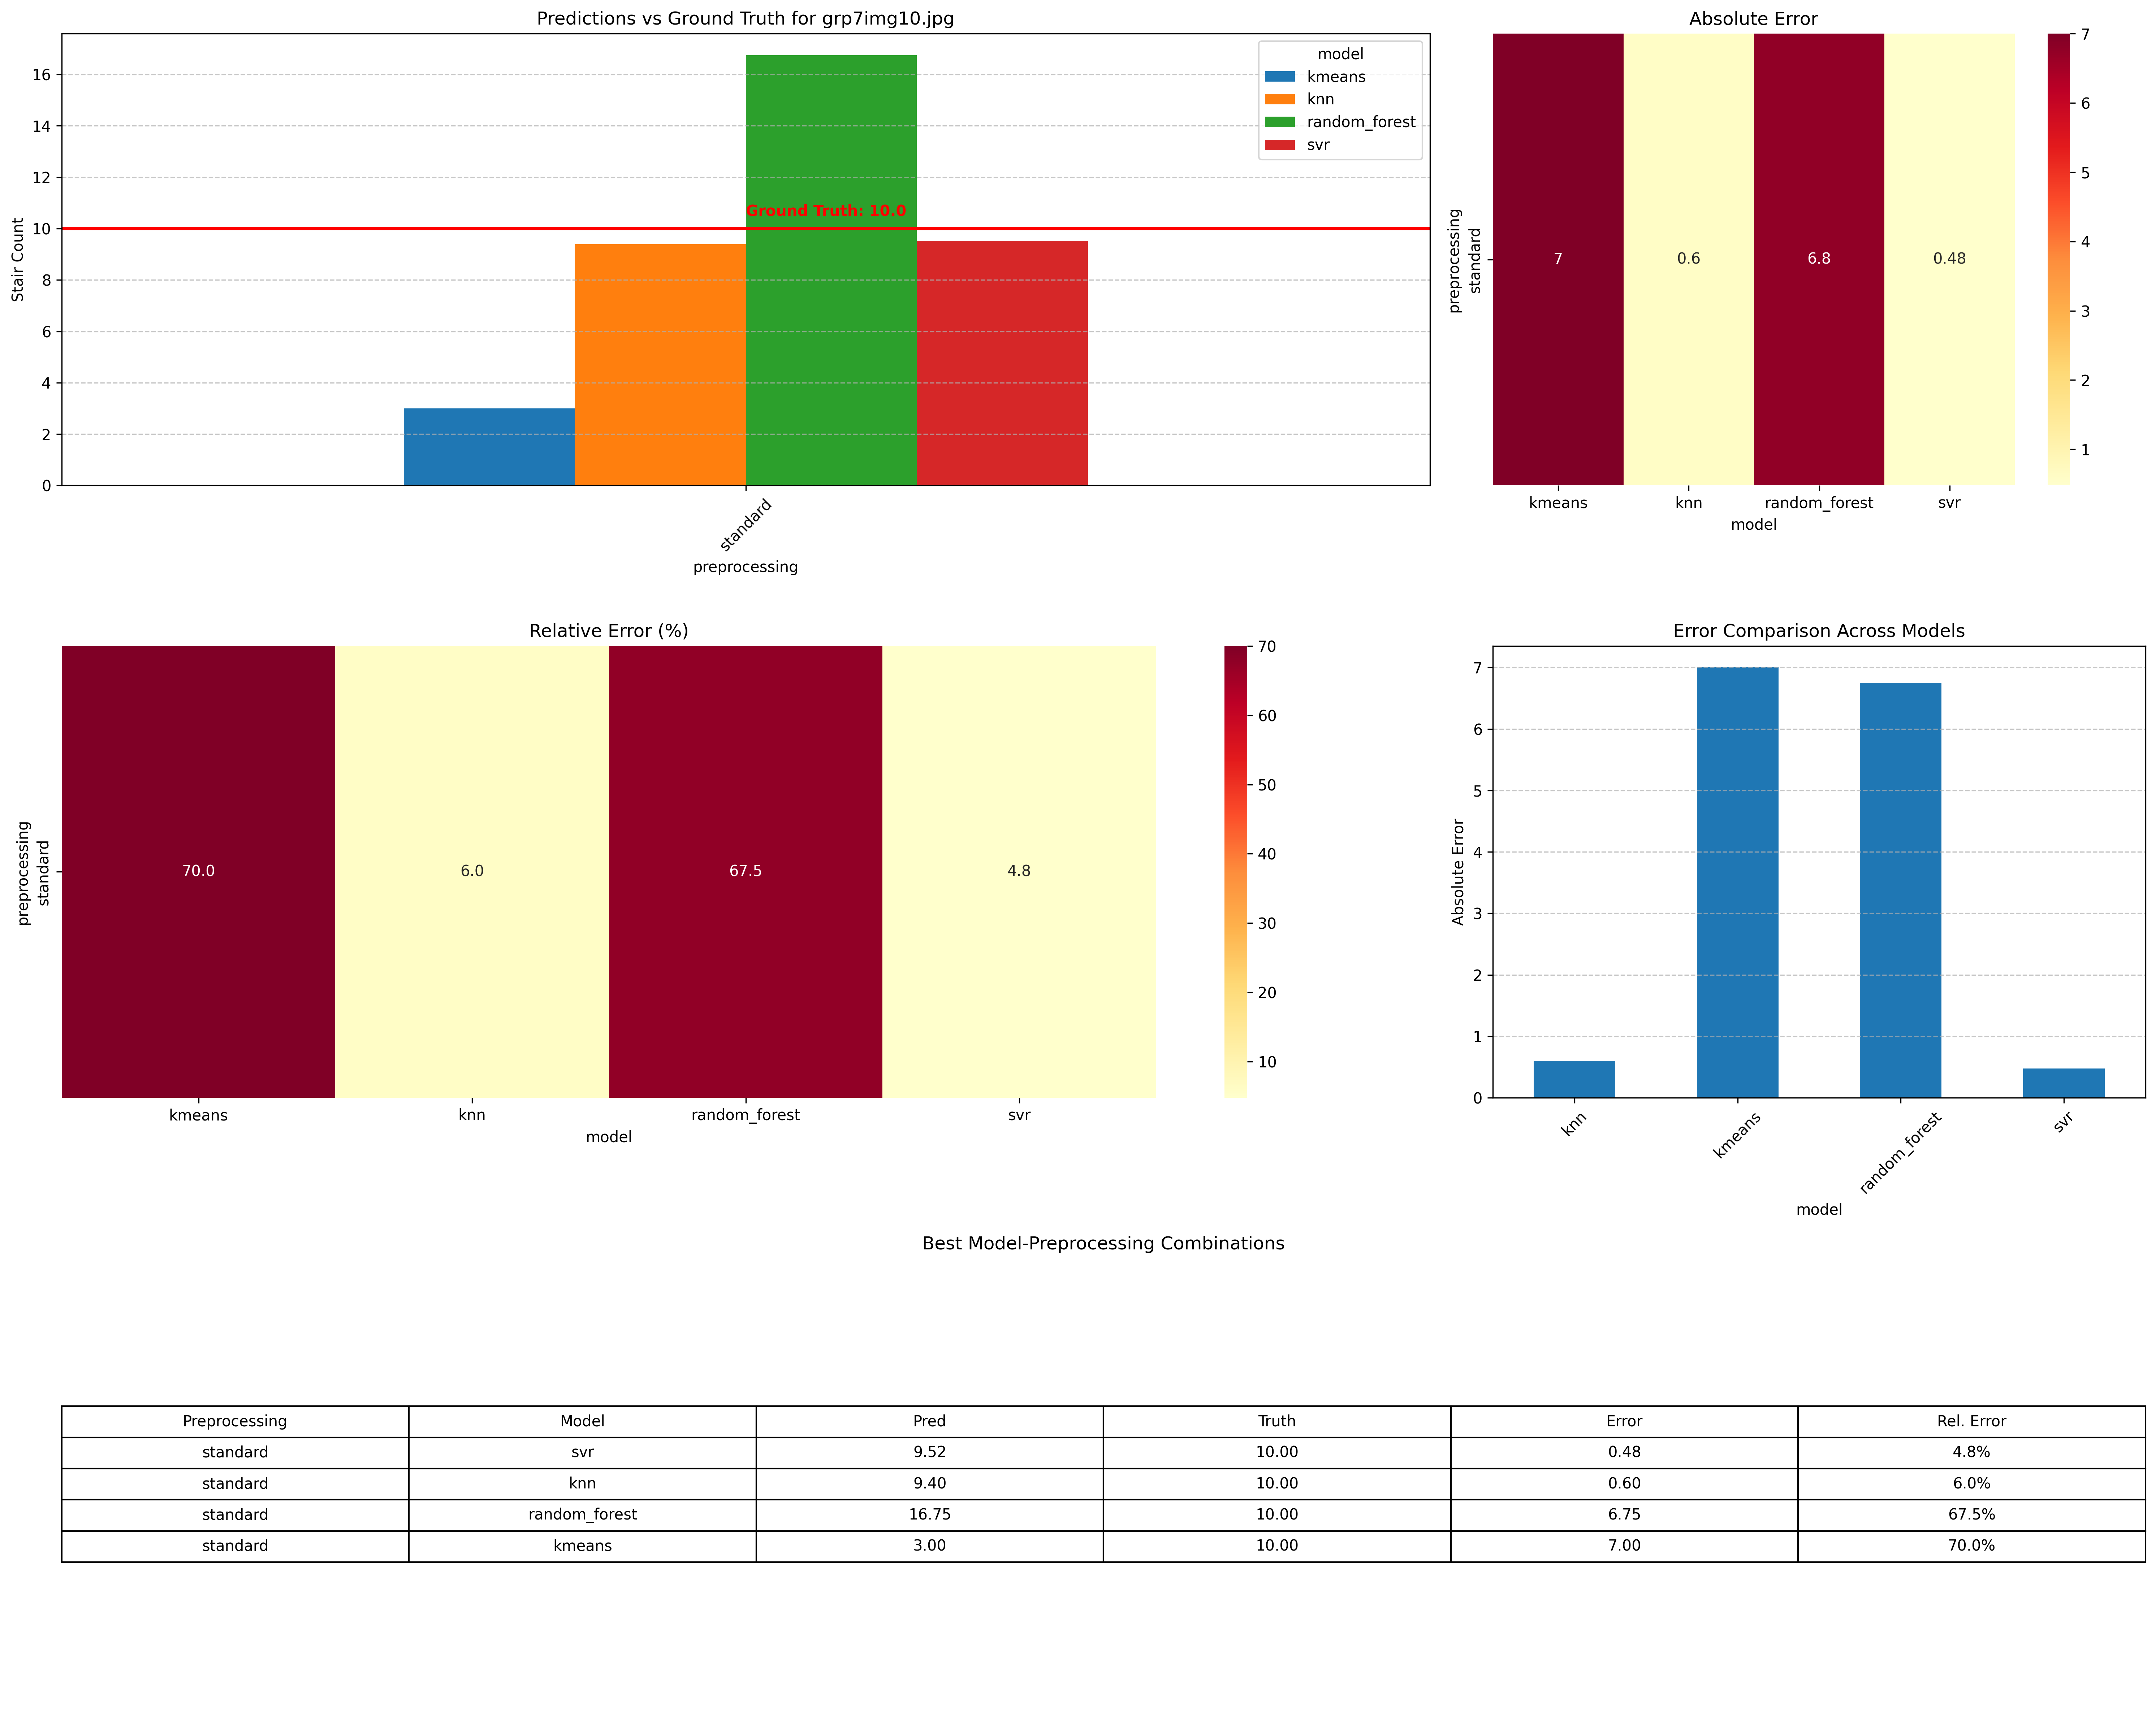 Predictions vs Ground Truth for grp7img10.jpg
Stair Count
16
14
12
10
8
6
4
2
0
Ground Truth: 10.0
model
kmeans
knn
random_forest
svr
standard
preprocessing
Absolute Error
preprocessing
standard
7 0.6 6.8 0.48
kmeans knn random_forest svr
model
7
6
5
4
3
2
1
Relative Error (%)
preprocessing
standard
70.0 6.0 67.5 4.8
kmeans knn random_forest svr
model
70
60
50
40
30
20
10
Error Comparison Across Models
Absolute Error
7
6
5
4
3
2
1
0
knn kmeans random_forest svr
model
Best Model-Preprocessing Combinations
Preprocessing Model Pred Truth Error Rel. Error
standard svr 9.52 10.00 0.48 4.8%
standard knn 9.40 10.00 0.60 6.0%
standard random_forest 16.75 10.00 6.75 67.5%
standard kmeans 3.00 10.00 7.00 70.0%